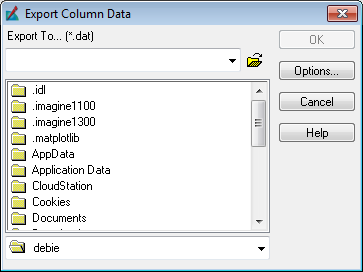 Export Column Data
Export To... (*.dat)
OK
Options...
Cancel
Help
.idl
.imagine1100
.imagine1300
.matplotlib
AppData
Application Data
CloudStation
Cookies
Documents
debie